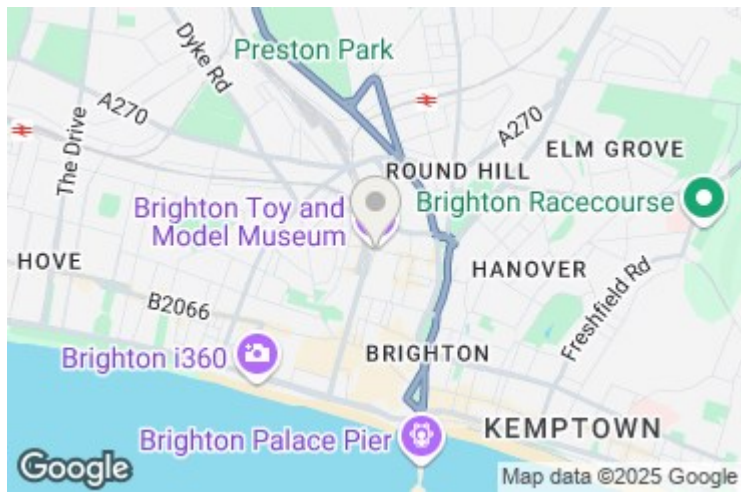 Preston Park
Dyke Rd
A270
The Drive
A270
ELM GROVE
ROUND HILL
Brighton Toy and
Model Museum
Brighton Racecourse
HOVE
HANOVER
Freshfield Rd
B2066
Brighton i360
BRIGHTON
KEMPTOWN
Brighton Palace Pier
Google
Map data ©2025 Google